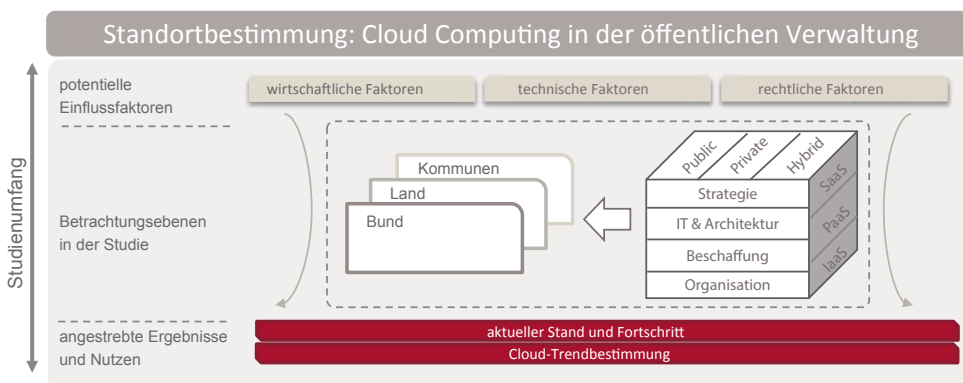 Standortbestimmung: Cloud Computing in der öffentlichen Verwaltung
Studienumfang
potentielle
Einflussfaktoren
wirtschaftliche Faktoren
technische Faktoren
rechtliche Faktoren
Betrachtungsebenen
in der Studie
Kommunen
Land
Bund
Public
Private
Hybrid
Strategie
IT & Architektur
Beschaffung
Organisation
SaaS
PaaS
IaaS
angestrebte Ergebnisse
und Nutzen
aktueller Stand und Fortschritt
Cloud-Trendbestimmung